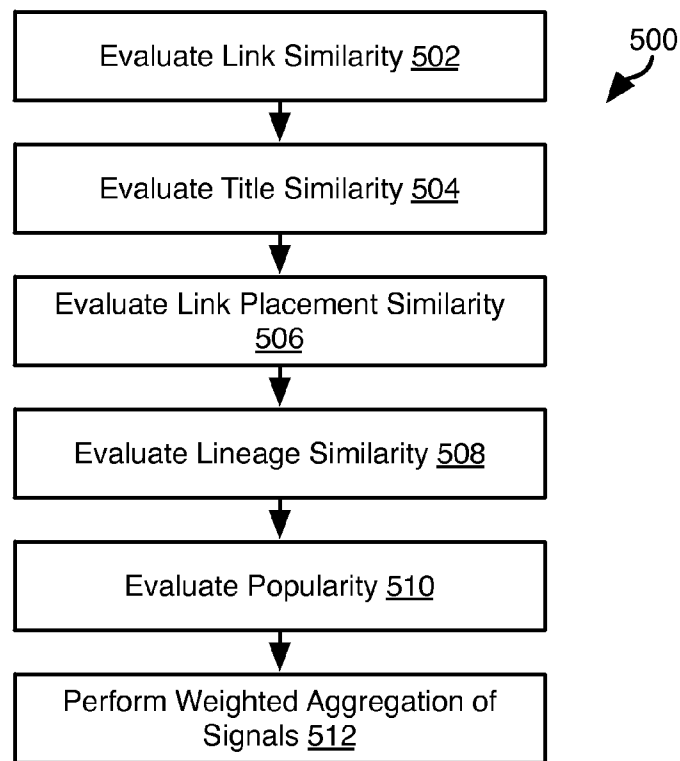 Evaluate Link Similarity 502
500
Evaluate Title Similarity 504
Evaluate Link Placement Similarity
506
Evaluate Lineage Similarity 508
Evaluate Popularity 510
Perform Weighted Aggregation of
Signals 512